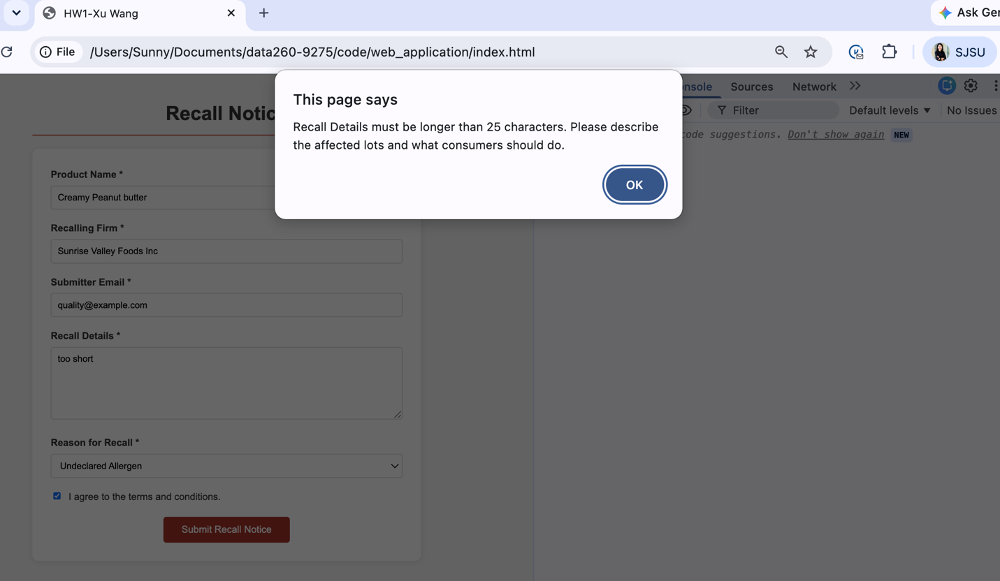 HW1-Xu Wang
Ask Ge
File /Users/Sunny/Documents/data260-9275/code/web_application/index.html
SJSU
This page says
Recall Details must be longer than 25 characters. Please describe
the affected lots and what consumers should do.
OK
nsole Sources Network
Filter Default levels No Issues
code suggestions. Don't show again NEW
Recall Notic
Product Name *
Creamy Peanut butter
Recalling Firm *
Sunrise Valley Foods Inc
Submitter Email *
quality@example.com
Recall Details *
too short
Reason for Recall *
Undeclared Allergen
I agree to the terms and conditions.
Submit Recall Notice